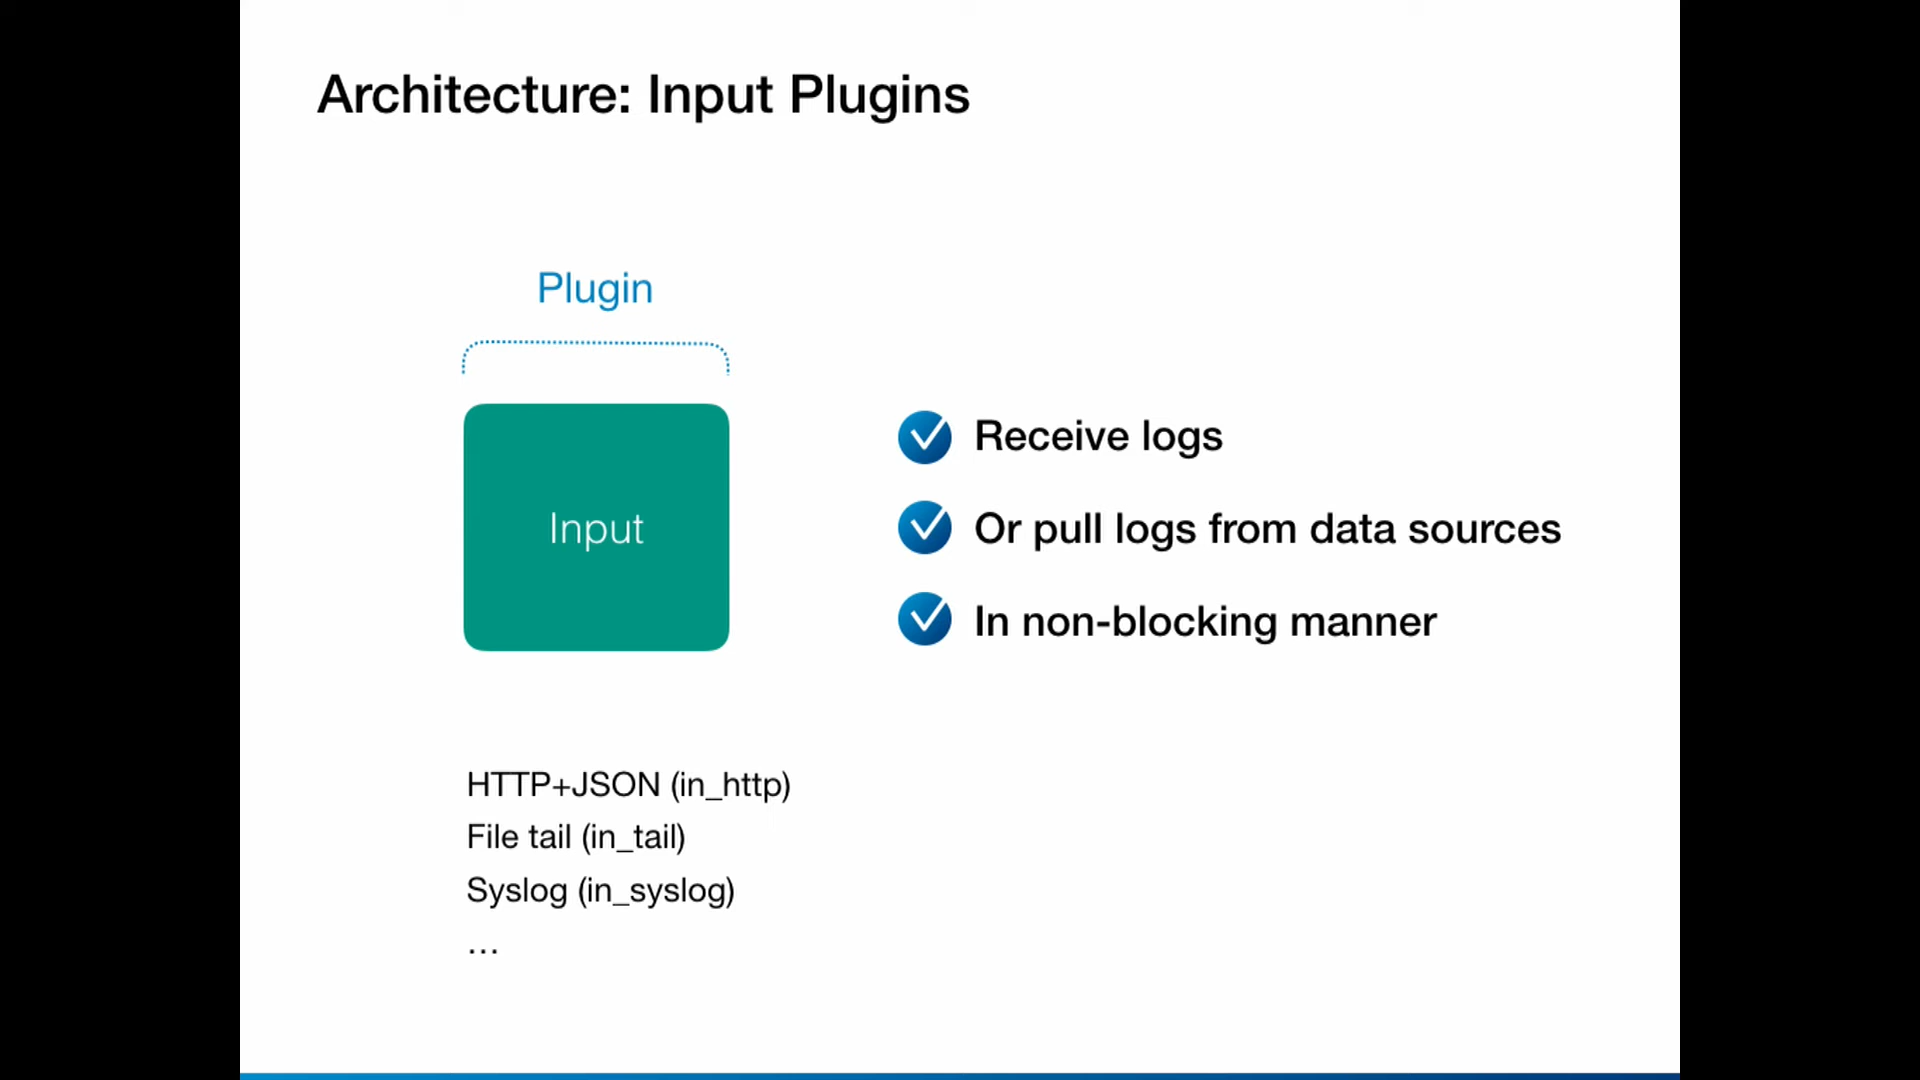 Architecture: Input Plugins
Plugin
Input
Receive logs
Or pull logs from data sources
In non-blocking manner
HTTP+JSON (in_http)
File tail (in_tail)
Syslog (in_syslog)
…